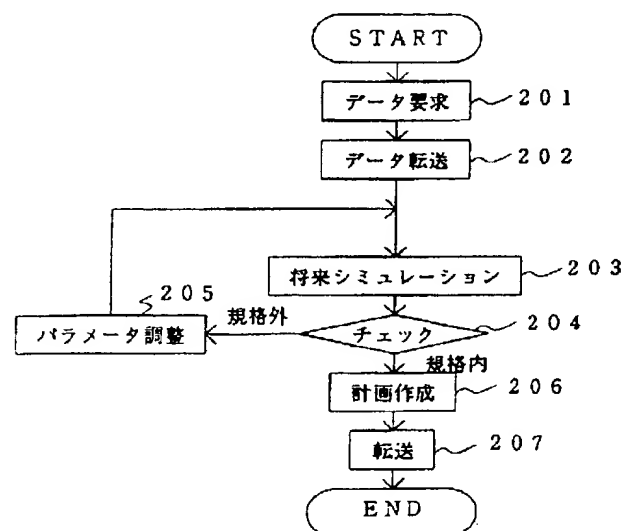 START
データ要求 201
データ転送 202
将来シミュレーション 203
205
規格外
チェック 204
パラメータ調整
規格内
計画作成 206
転送 207
END